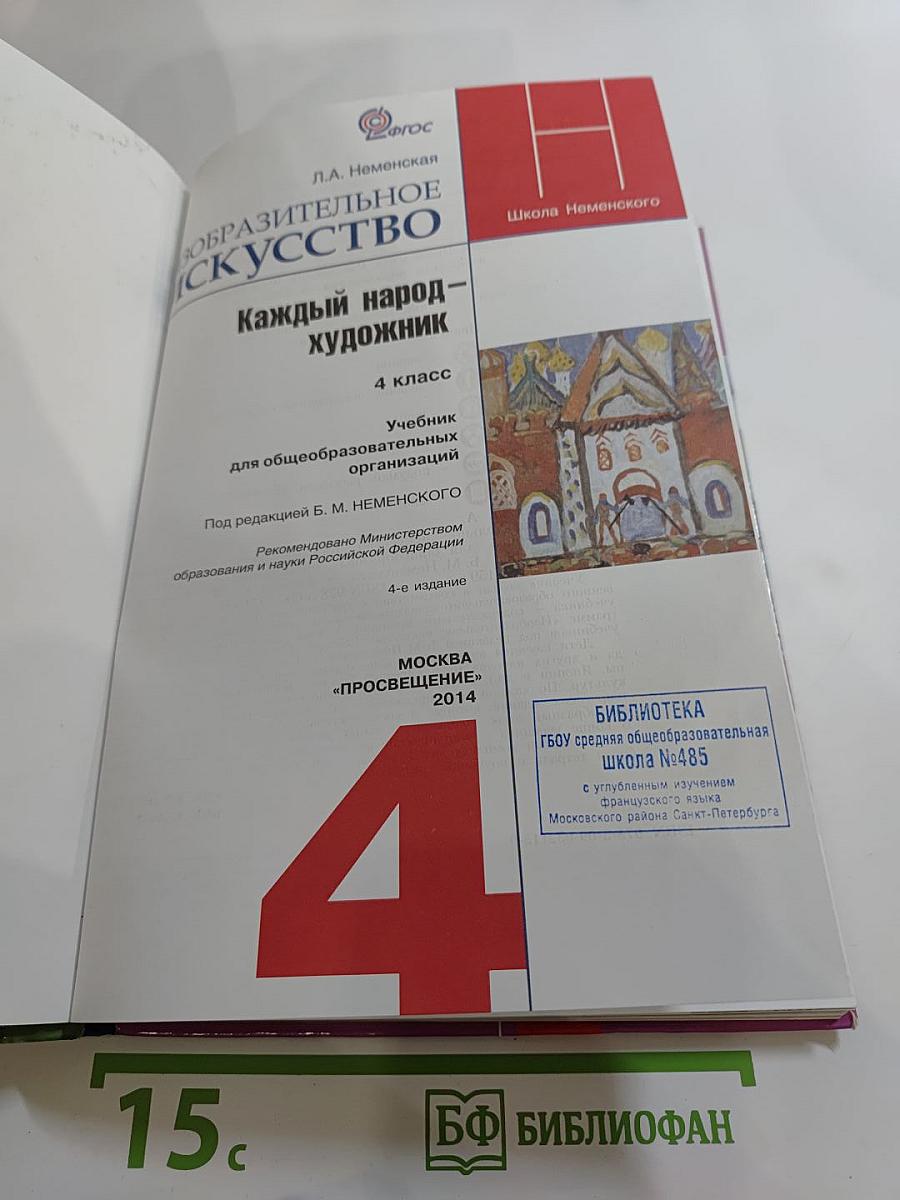 ФГОС
Л.А. Неменская
ЗОБРАЗИТЕЛЬНОЕ
ИСКУССТВО
Школа Неменского
Каждый народ –
художник
4 класс
Учебник
для общеобразовательных
организаций
Под редакцией Б. М. НЕМЕНСКОГО
Рекомендовано Министерством
образования и науки Российской Федерации
4-е издание
МОСКВА
«ПРОСВЕЩЕНИЕ»
2014
4
БИБЛИОТЕКА
ГБОУ средняя общеобразовательная
школа №485
с углубленным изучением
французского языка
Московского района Санкт-Петербурга
15 с
БФ БИБЛИОФАН